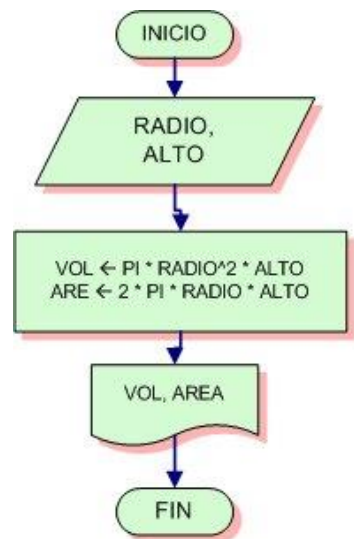 INICIO
RADIO,
ALTO
VOL ← PI * RADIO^2 * ALTO
ARE ← 2 * PI * RADIO * ALTO
VOL, AREA
FIN